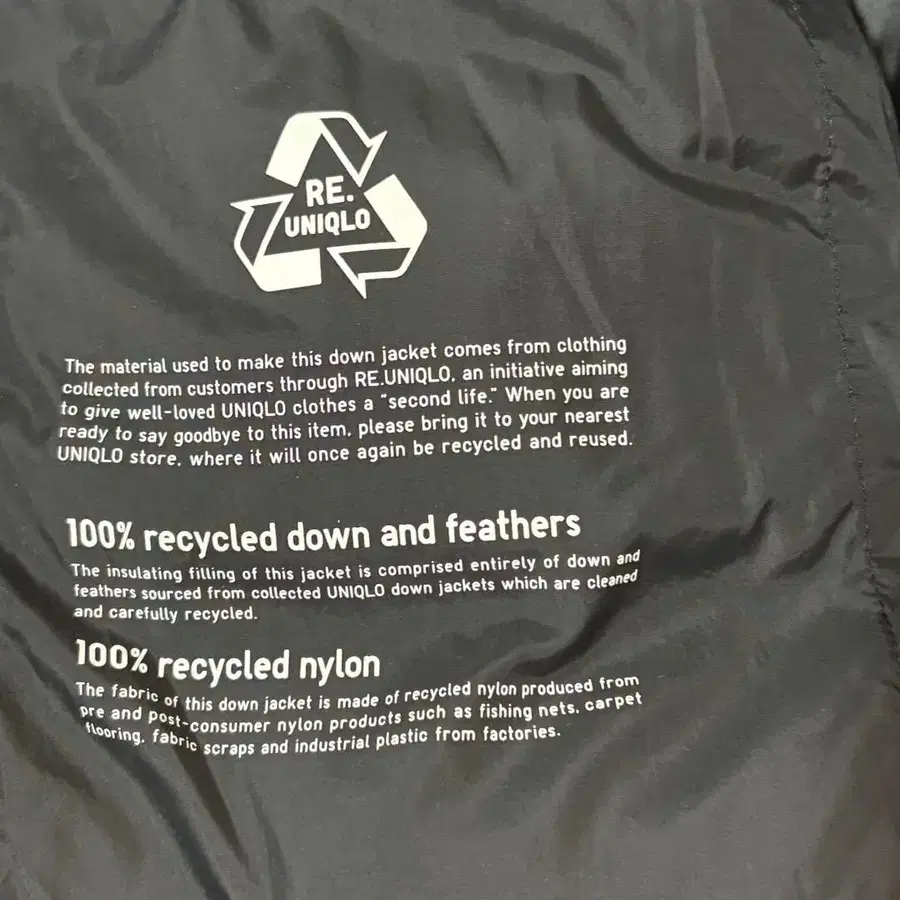 RE.
UNIQLO
The material used to make this down jacket comes from clothing
collected from customers through RE.UNIQLO, an initiative aiming
to give well-loved UNIQLO clothes a "second life." When you are
ready to say goodbye to this item, please bring it to your nearest
UNIQLO store, where it will once again be recycled and reused.
100% recycled down and feathers
The insulating filling of this jacket is comprised entirely of down and
feathers sourced from collected UNIQLO down jackets which are cleaned
and carefully recycled.
100% recycled nylon
The fabric of this down jacket is made of recycled nylon produced from
pre and post-consumer nylon products such as fishing nets, carpet
flooring, fabric scraps and industrial plastic from factories.